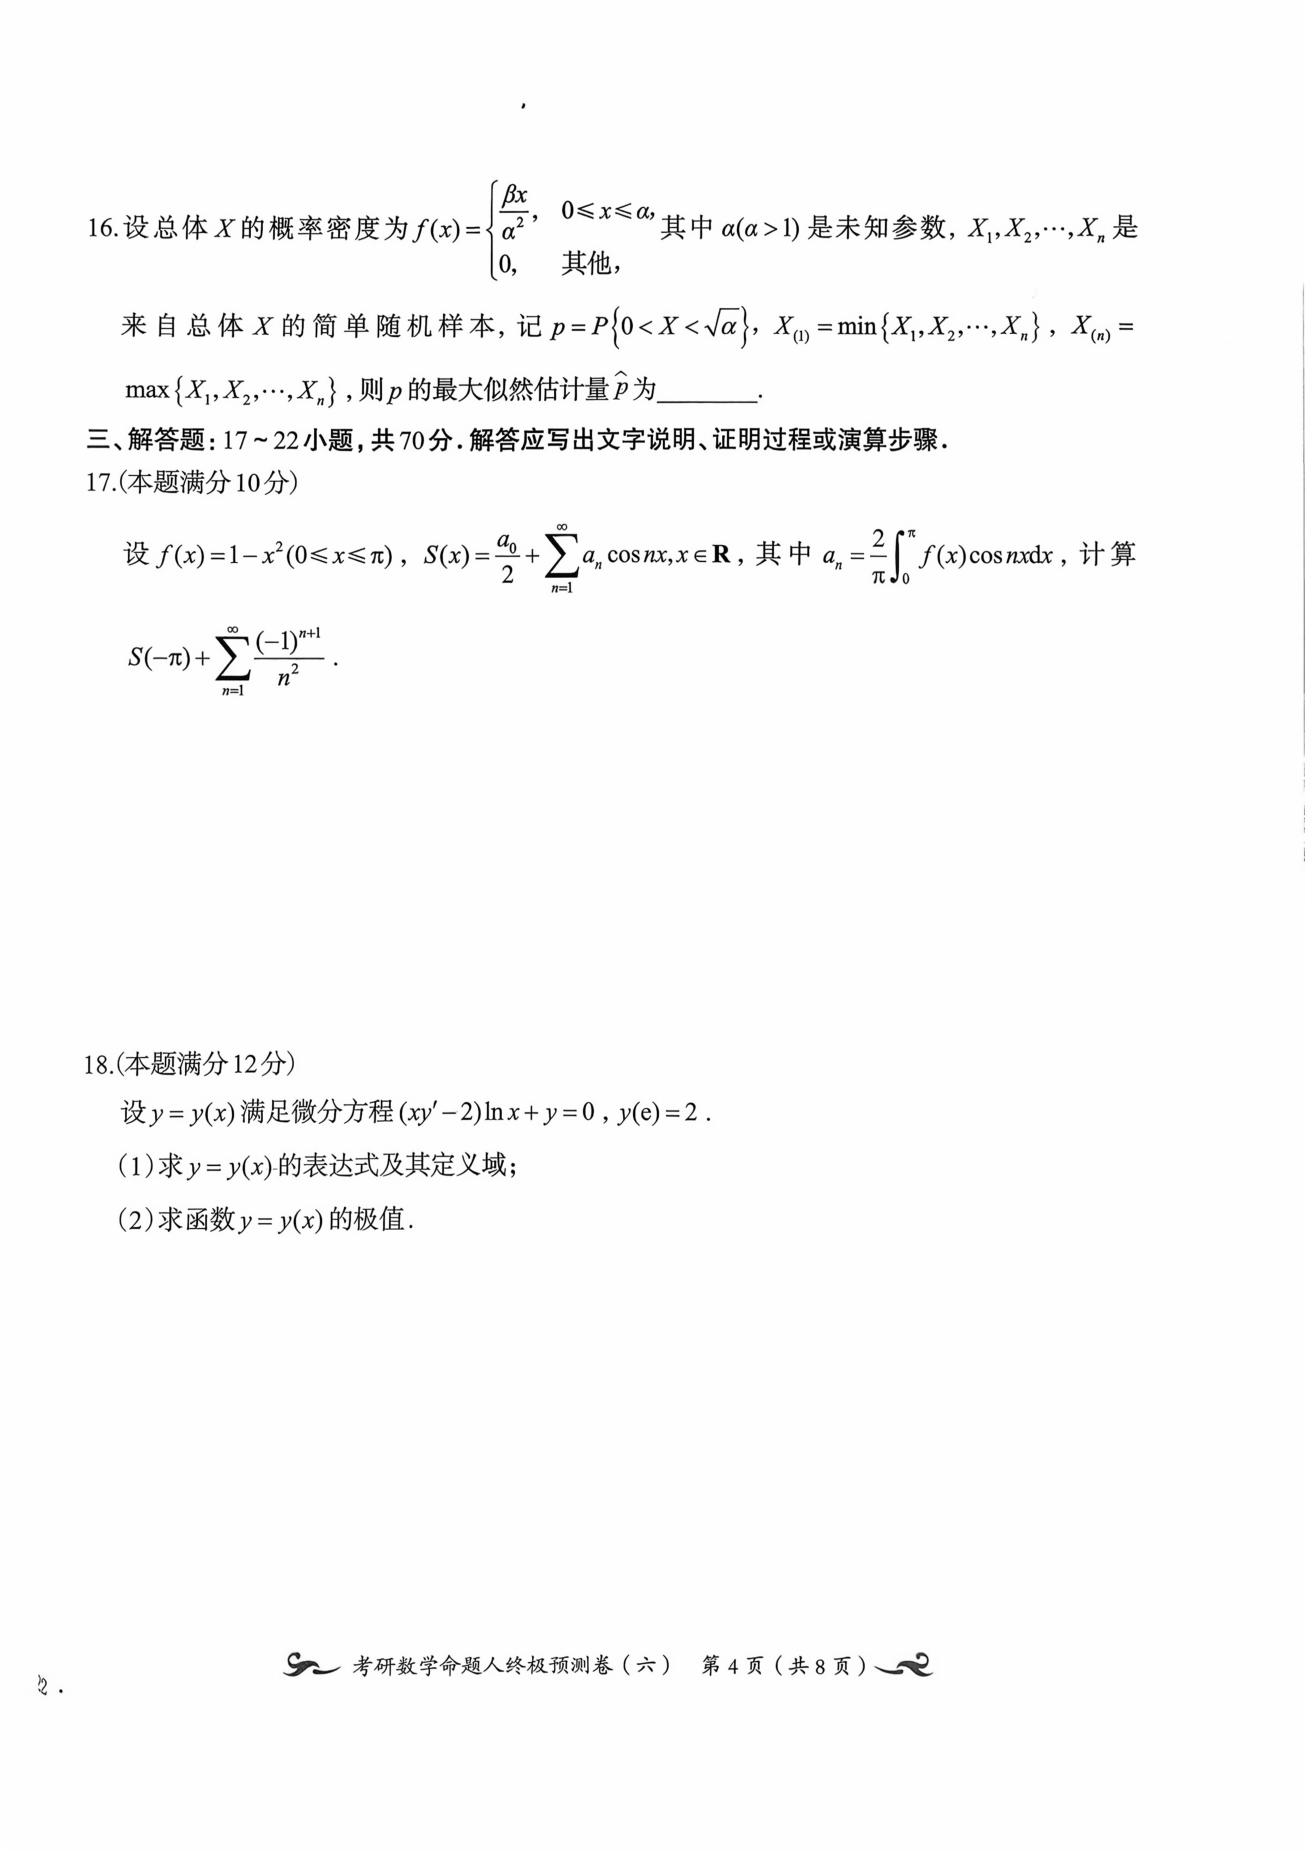 16.设总体X的概率密度为f(x)={βx/α², 0≤x≤α, 0, 其他, 其中α(α>1)是未知参数, X₁,X₂,⋯,Xₙ是
来自总体X的简单随机样本, 记p=P{0<X<√α}, X₍₁₎=min{X₁,X₂,⋯,Xₙ}, X₍ₙ₎=
max{X₁,X₂,⋯,Xₙ}, 则p的最大似然估计量p̂为________.
三、解答题: 17~22小题, 共70分. 解答应写出文字说明、证明过程或演算步骤.
17.(本题满分10分)
设f(x)=1-x²(0≤x≤π), S(x)=a₀/2+∑_{n=1}^{∞}aₙcosnx, x∈R, 其中aₙ=2/π∫₀^π f(x)cosnxdx, 计算
S(-π)+∑_{n=1}^{∞}(-1)^{n+1}/n².
18.(本题满分12分)
设y=y(x)满足微分方程(xy′-2)lnx+y=0, y(e)=2.
(1)求y=y(x)的表达式及其定义域;
(2)求函数y=y(x)的极值.
考研数学命题人终极预测卷(六) 第4页(共8页)